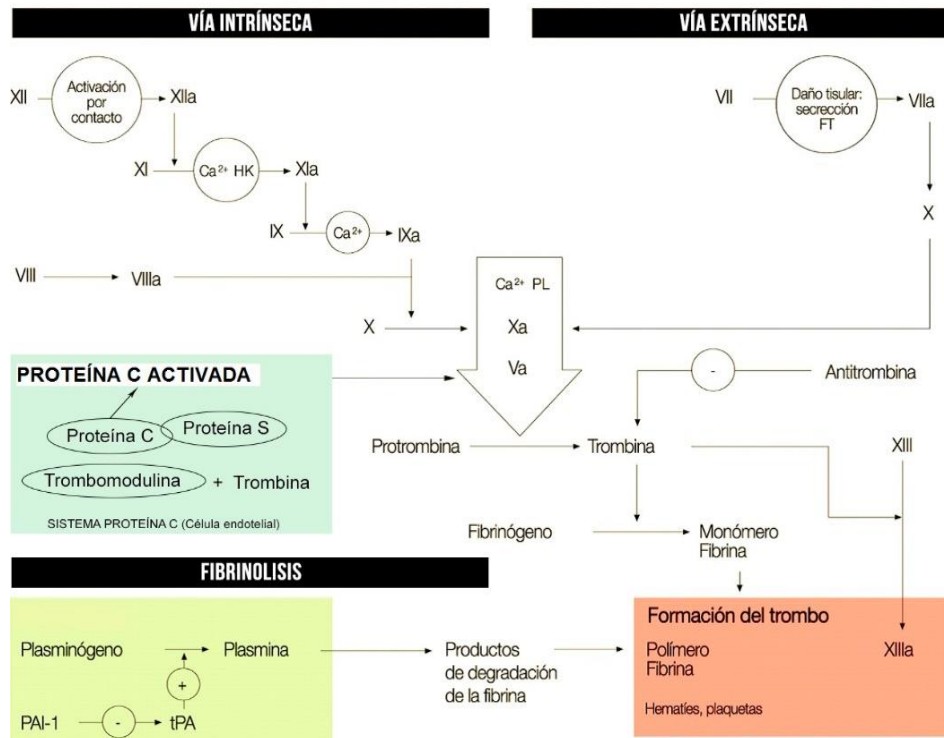 VÍA INTRÍNSECA
VÍA EXTRÍNSECA
XII
Activación
por
contacto
XIIa
XI
Ca²⁺ HK
XIa
IX
Ca²⁺
IXa
VIII
VIIIa
X
VII
Daño tisular:
secrección
FT
VIIa
X
Ca²⁺ PL
Xa
Va
PROTEÍNA C ACTIVADA
Proteína C
Proteína S
Trombomodulina
+ Trombina
SISTEMA PROTEÍNA C (Célula endotelial)
-
Antitrombina
Protrombina
Trombina
XIII
Fibrinógeno
Monómero
Fibrina
FIBRINOLISIS
Plasminógeno
Plasmina
+
PAI-1
-
tPA
Productos
de degradación
de la fibrina
Formación del trombo
Polímero
Fibrina
XIIIa
Hematíes, plaquetas